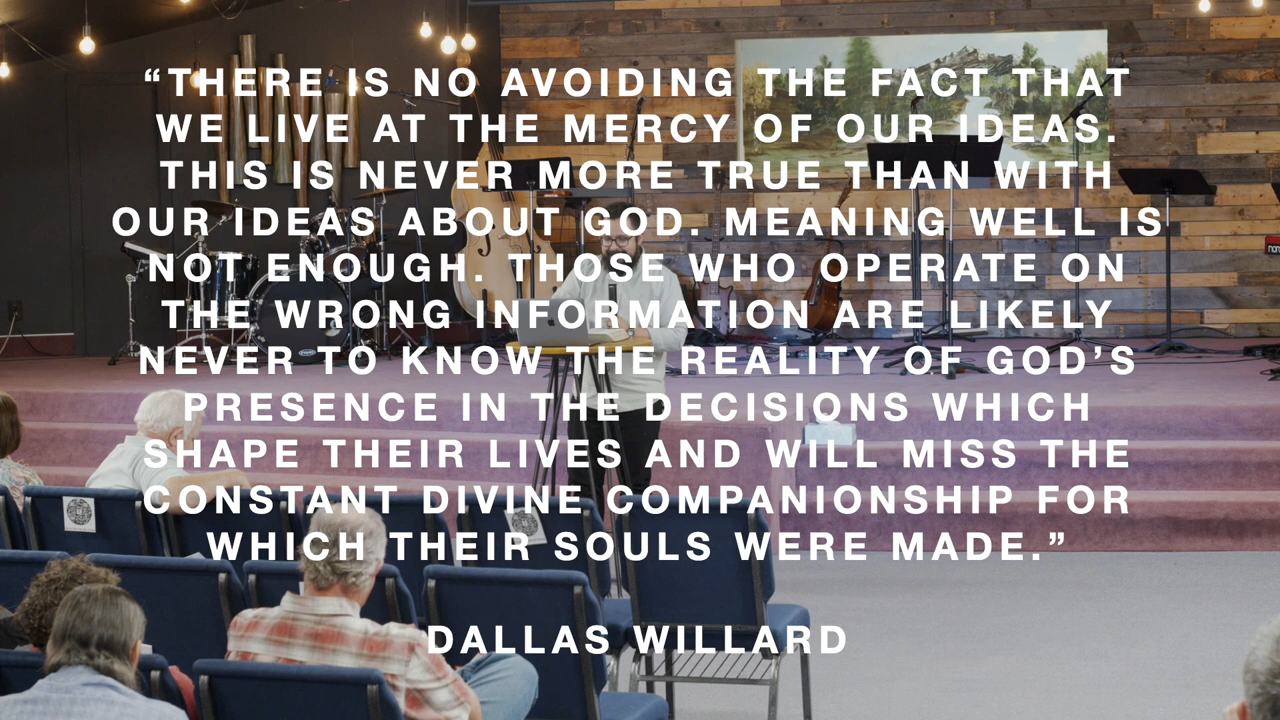 “THERE IS NO AVOIDING THE FACT THAT
WE LIVE AT THE MERCY OF OUR IDEAS.
THIS IS NEVER MORE TRUE THAN WITH
OUR IDEAS ABOUT GOD. MEANING WELL IS
NOT ENOUGH. THOSE WHO OPERATE ON
THE WRONG INFORMATION ARE LIKELY
NEVER TO KNOW THE REALITY OF GOD’S
PRESENCE IN THE DECISIONS WHICH
SHAPE THEIR LIVES AND WILL MISS THE
CONSTANT DIVINE COMPANIONSHIP FOR
WHICH THEIR SOULS WERE MADE.”
DALLAS WILLARD